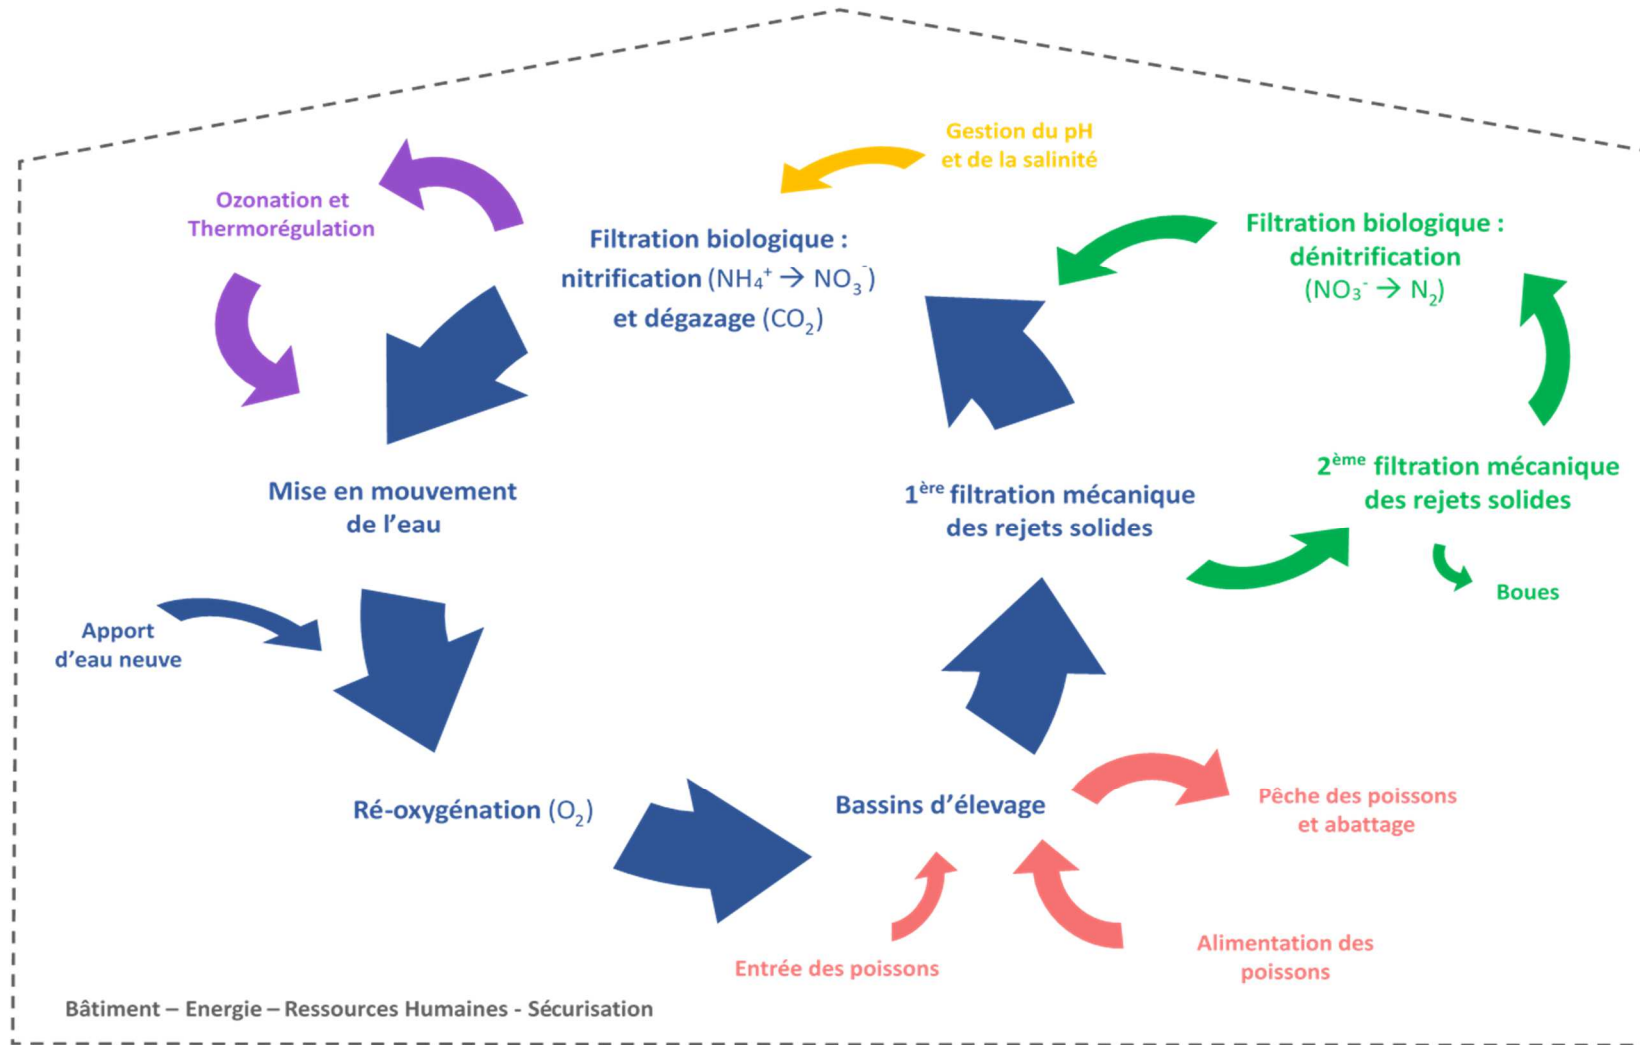 Gestion du pH
et de la salinité
Ozonation et
Thermorégulation
Filtration biologique :
nitrification (NH₄⁺ → NO₃⁻)
et dégazage (CO₂)
Filtration biologique :
dénitrification
(NO₃⁻ → N₂)
Mise en mouvement
de l’eau
1ère filtration mécanique
des rejets solides
2ème filtration mécanique
des rejets solides
Boues
Apport
d’eau neuve
Ré-oxygénation (O₂)
Bassins d’élevage
Pêche des poissons
et abattage
Entrée des poissons
Alimentation des
poissons
Bâtiment – Energie – Ressources Humaines - Sécurisation